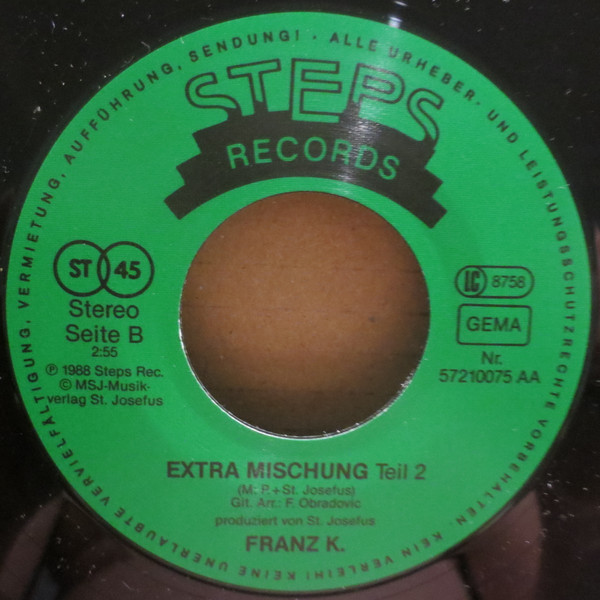 ALLE URHEBER- UND LEISTUNGSSCHUTZRECHTE VORBEHALTEN · KEIN VERLEIH! KEINE UNERLAUBTE VERVIELFÄLTIGUNG, VERMIETUNG, AUFFÜHRUNG, SENDUNG! ·
STEPS
RECORDS
ST 45
Stereo
Seite B
2:55
℗ 1988 Steps Rec.
© MSJ-Musik-
verlag St. Josefus
LC 8758
GEMA
Nr.
57210075 AA
EXTRA MISCHUNG Teil 2
(M: P.+St. Josefus)
Git. Arr.: F. Obradovic
produziert von St. Josefus
FRANZ K.